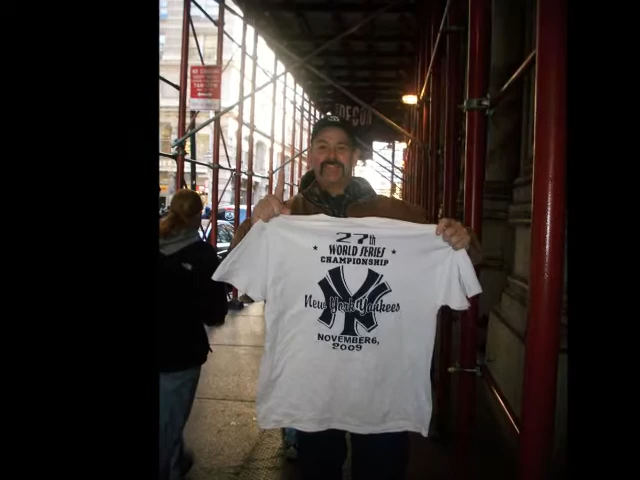 27th
★ WORLD SERIES ★
CHAMPIONSHIP
New York Yankees
NOVEMBER 6,
2009